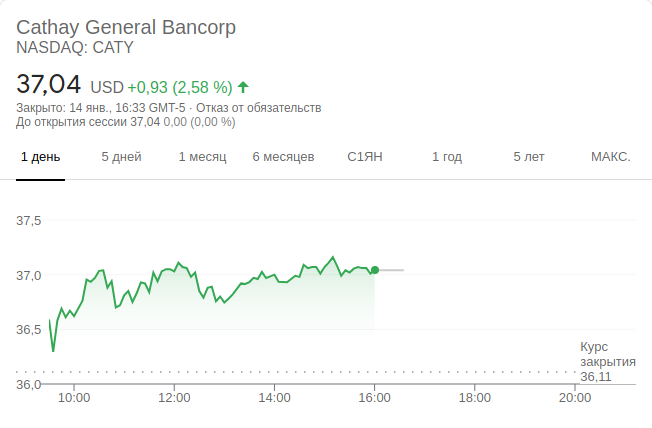 Cathay General Bancorp
NASDAQ: CATY
37,04 USD +0,93 (2,58 %)
Закрыто: 14 янв., 16:33 GMT-5 · Отказ от обязательств
До открытия сессии 37,04 0,00 (0,00 %)
1 день 5 дней 1 месяц 6 месяцев С1ЯН 1 год 5 лет МАКС.
37,5
37,0
36,5
Курс
закрытия
36,11
36,0
10:00 12:00 14:00 16:00 18:00 20:00